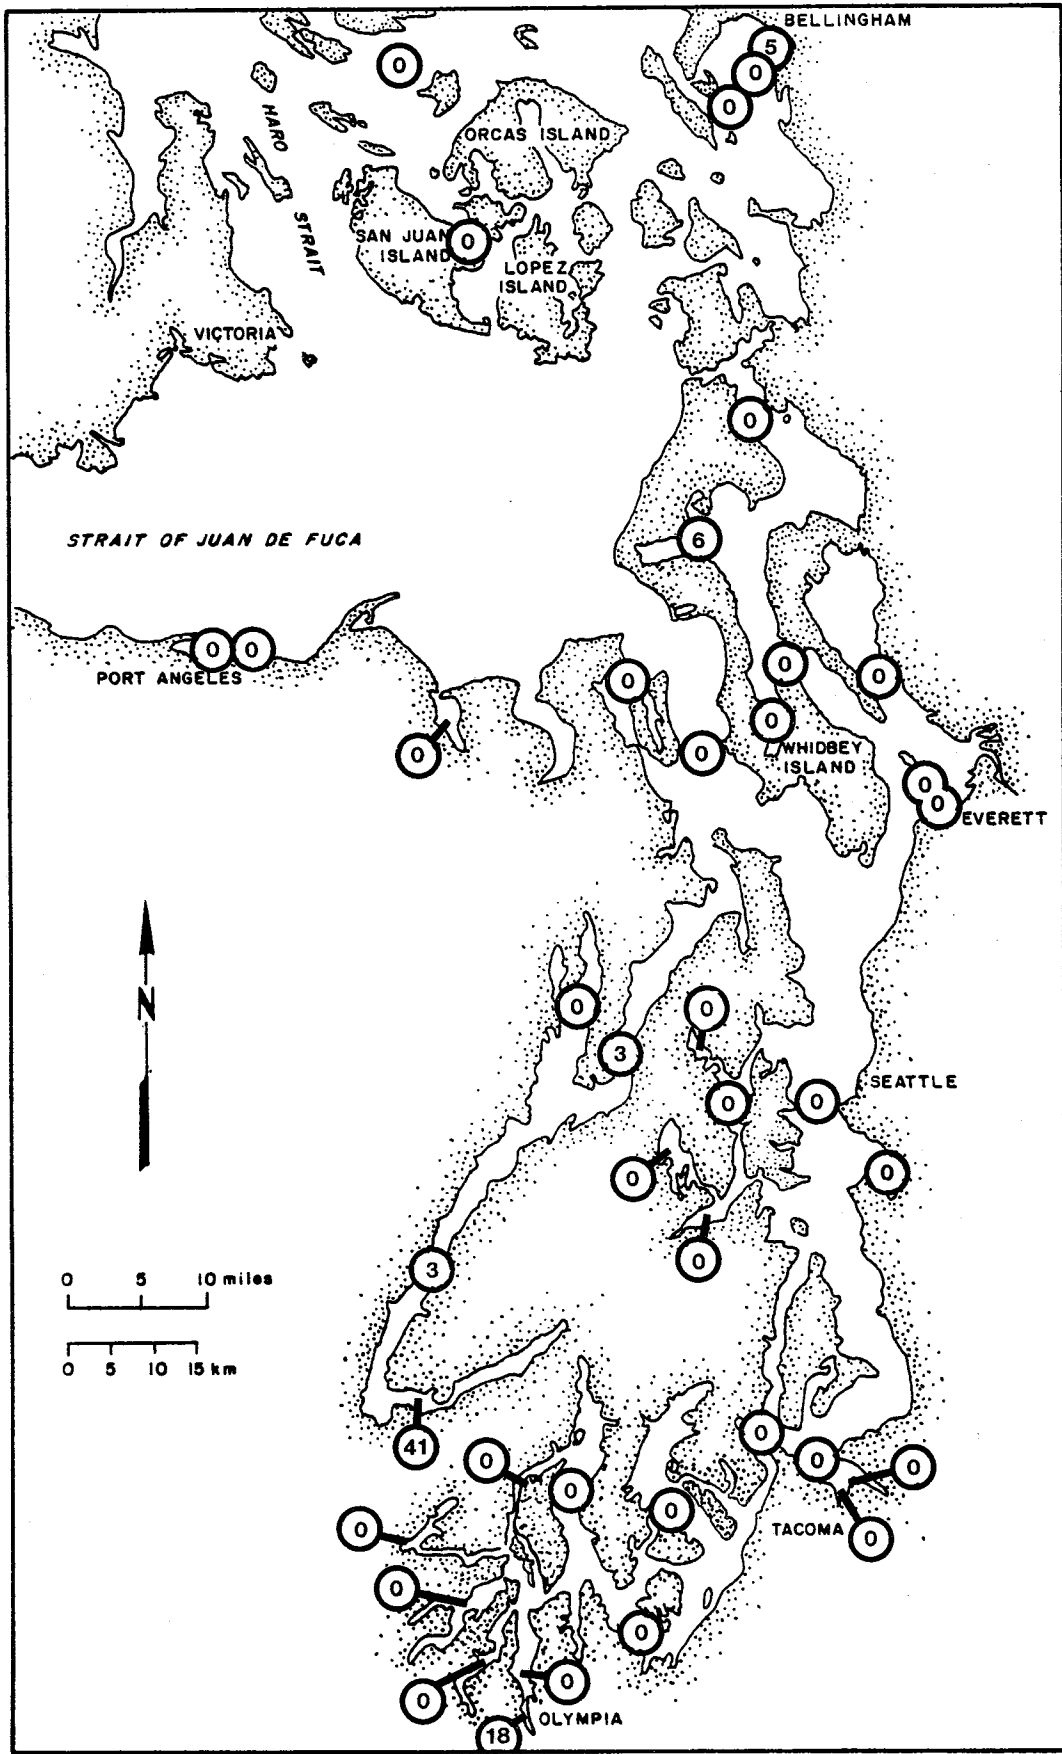 BELLINGHAM
5
0
0
0
HARO
STRAIT
ORCAS ISLAND
SAN JUAN
ISLAND
0
LOPEZ
ISLAND
VICTORIA
0
STRAIT OF JUAN DE FUCA
6
0 0
PORT ANGELES
0
0
0
0
0
0
WHIDBEY
ISLAND
0
0
EVERETT
N
0
0
3
SEATTLE
0
0
0
0
0
3
0 5 10 miles
0 5 10 15 km
41
0
0
0
0
0
0
0
TACOMA
0
0
0
0
0
0
OLYMPIA
18